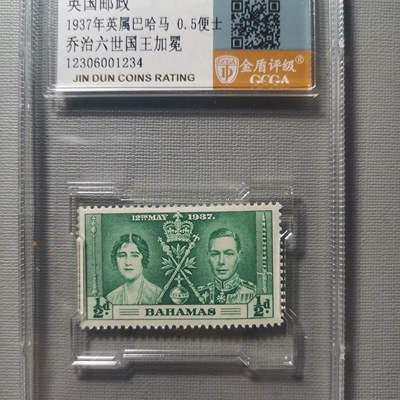 英国邮政
1937年英属巴哈马 0.5便士
乔治六世国王加冕
12306001234
JIN DUN COINS RATING
金盾评级®
GCGA
12TH MAY 1937.
½d. ½d.
BAHAMAS